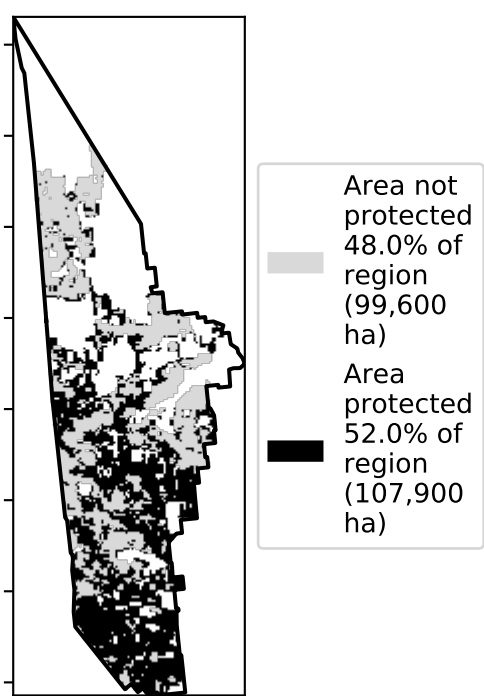 Area not
protected
48.0% of
region
(99,600
ha)
Area
protected
52.0% of
region
(107,900
ha)